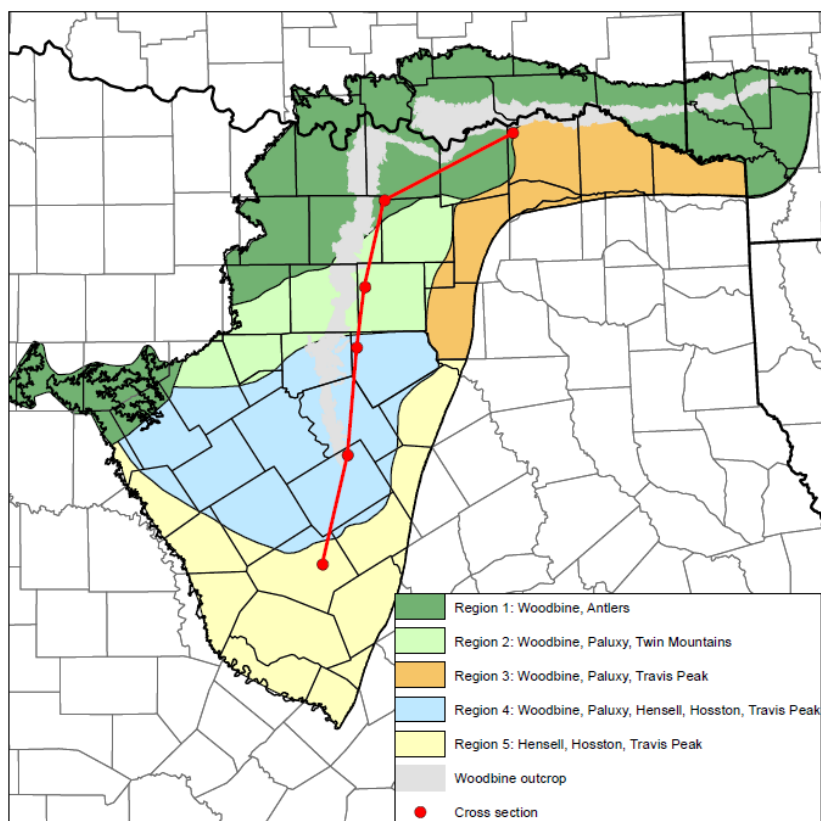 Region 1: Woodbine, Antlers
Region 2: Woodbine, Paluxy, Twin Mountains
Region 3: Woodbine, Paluxy, Travis Peak
Region 4: Woodbine, Paluxy, Hensell, Hosston, Travis Peak
Region 5: Hensell, Hosston, Travis Peak
Woodbine outcrop
Cross section